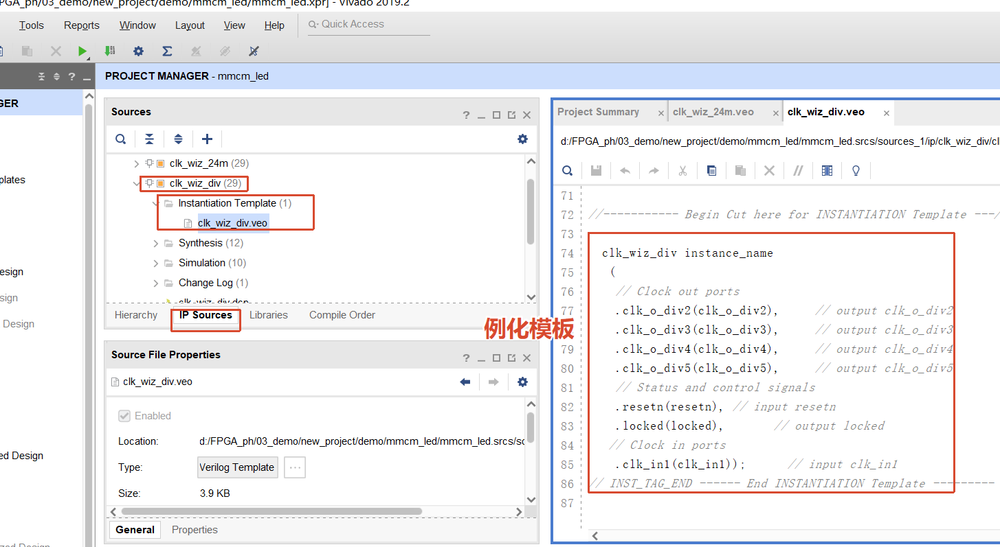 PGA_ph/03_demo/new_project/demo/mmcm_led/mmcm_led.xpr] - Vivado 2019.2
Tools Reports Window Layout View Help Quick Access
PROJECT MANAGER - mmcm_led
GER
plates
esign
sign
Design
ed Design
Sources
clk_wiz_24m (29)
clk_wiz_div (29)
Instantiation Template (1)
clk_wiz_div.veo
Synthesis (12)
Simulation (10)
Change Log (1)
clk_wiz_div.dcp
Hierarchy IP Sources Libraries Compile Order
例化模板
Source File Properties
clk_wiz_div.veo
Enabled
Location: d:/FPGA_ph/03_demo/new_project/demo/mmcm_led/mmcm_led.srcs/so
Type: Verilog Template ...
Size: 3.9 KB
General Properties
Project Summary clk_wiz_24m.veo clk_wiz_div.veo
d:/FPGA_ph/03_demo/new_project/demo/mmcm_led/mmcm_led.srcs/sources_1/ip/clk_wiz_div/cl
71
72 //----------- Begin Cut here for INSTANTIATION Template ---/
73
74 clk_wiz_div instance_name
75 (
76 // Clock out ports
77 .clk_o_div2(clk_o_div2), // output clk_o_div2
78 .clk_o_div3(clk_o_div3), // output clk_o_div3
79 .clk_o_div4(clk_o_div4), // output clk_o_div4
80 .clk_o_div5(clk_o_div5), // output clk_o_div5
81 // Status and control signals
82 .resetn(resetn), // input resetn
83 .locked(locked), // output locked
84 // Clock in ports
85 .clk_in1(clk_in1)); // input clk_in1
86 // INST_TAG_END ------ End INSTANTIATION Template ---------
87